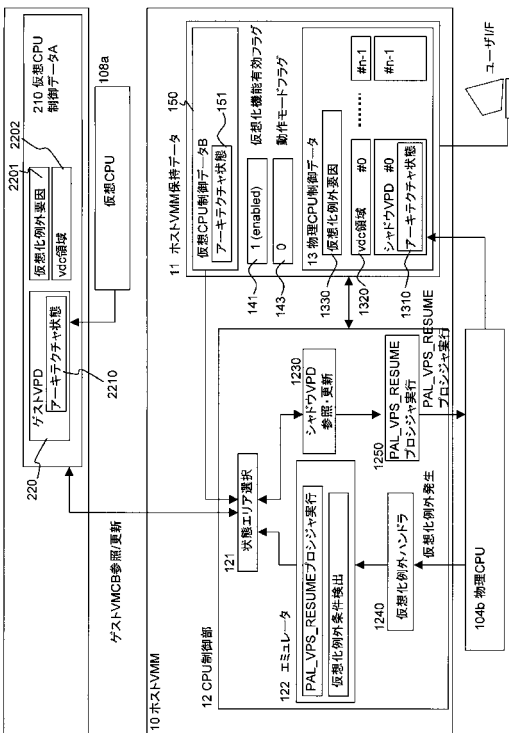 210 仮想CPU
制御データA
2201
2202
仮想化例外要因
vdc領域
ゲストVPD
アーキテクチャ状態
2210
220
108a
仮想CPU
ゲストVMCB参照/更新
10 ホストVMM
11 ホストVMM保持データ
150
仮想CPU制御データB
アーキテクチャ状態
151
141
1 (enabled)
仮想化機能有効フラグ
143
0
動作モードフラグ
13 物理CPU制御データ
1330
仮想化例外要因
1320
vdc領域 #0
........
#n-1
シャドウVPD #0
#n-1
アーキテクチャ状態
1310
12 CPU制御部
121
状態エリア選択
122 エミュレータ
PAL_VPS_RESUMEプロシジャ実行
仮想化例外条件検出
1230
シャドウVPD
参照・更新
1240
仮想化例外ハンドラ
1250
PAL_VPS_RESUME
プロシジャ実行
仮想化例外発生
PAL_VPS_RESUME
プロシジャ実行
104b 物理CPU
ユーザI/F